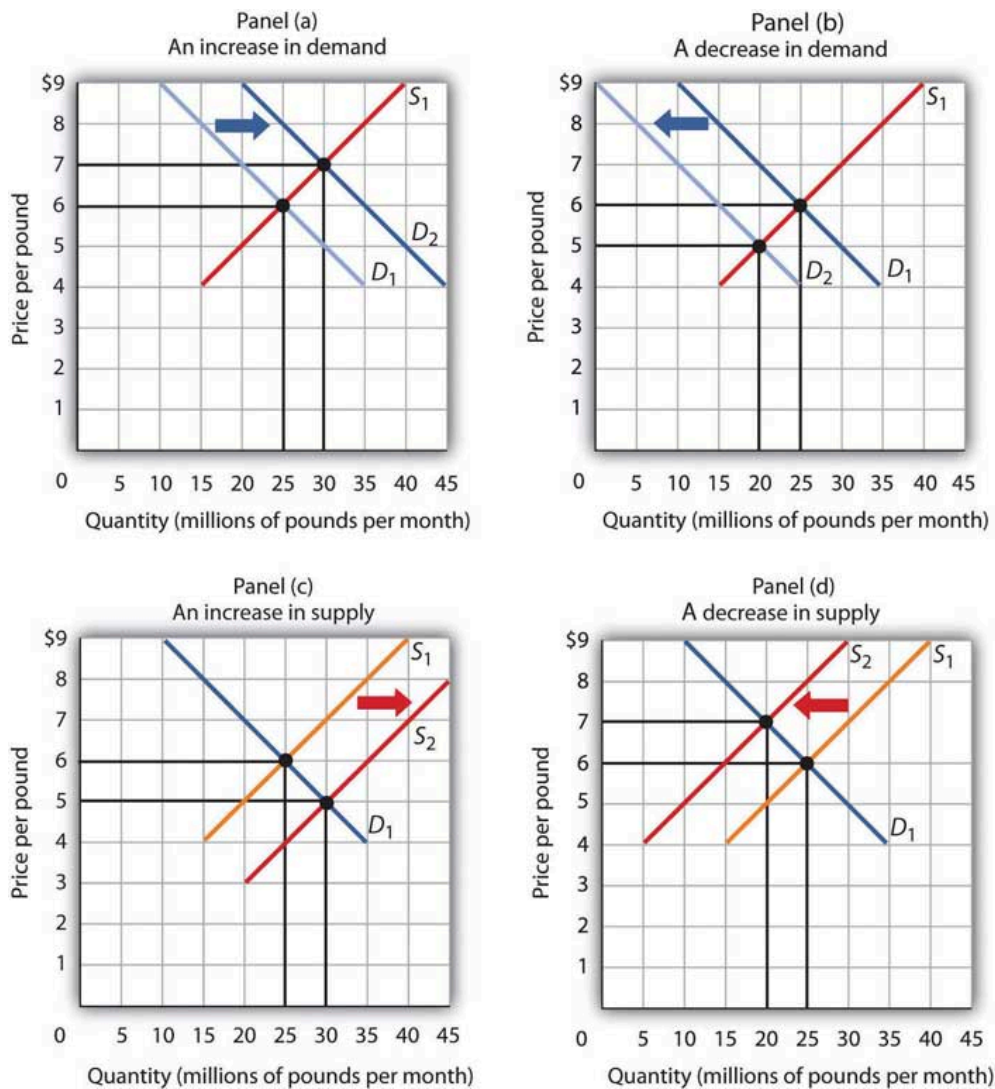 Panel (a)
An increase in demand
$9
8
7
6
5
4
3
2
1
0
5 10 15 20 25 30 35 40 45
S1
D2
D1
Price per pound
Quantity (millions of pounds per month)
Panel (b)
A decrease in demand
$9
8
7
6
5
4
3
2
1
0
5 10 15 20 25 30 35 40 45
S1
D2
D1
Price per pound
Quantity (millions of pounds per month)
Panel (c)
An increase in supply
$9
8
7
6
5
4
3
2
1
0
5 10 15 20 25 30 35 40 45
S1
S2
D1
Price per pound
Quantity (millions of pounds per month)
Panel (d)
A decrease in supply
$9
8
7
6
5
4
3
2
1
0
5 10 15 20 25 30 35 40 45
S2
S1
D1
Price per pound
Quantity (millions of pounds per month)